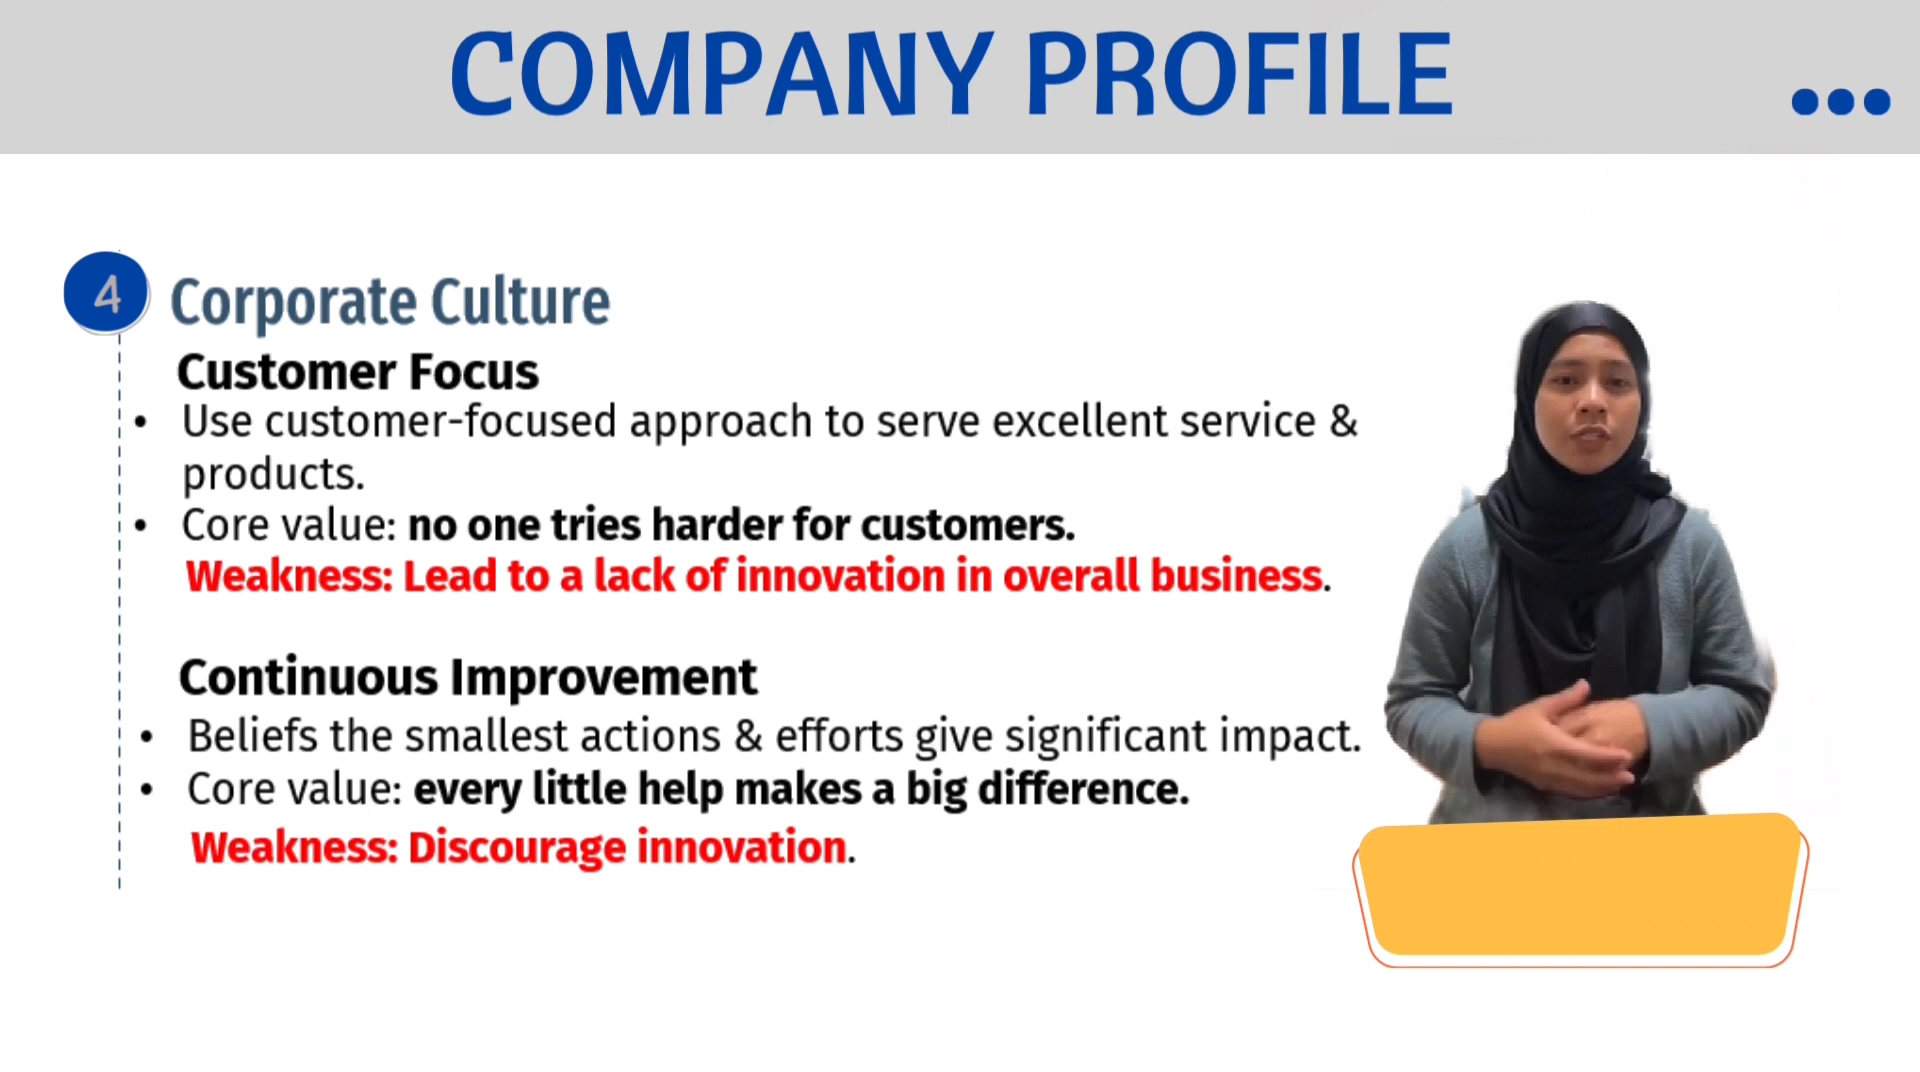 COMPANY PROFILE
4
Corporate Culture
Customer Focus
• Use customer-focused approach to serve excellent service &
products.
• Core value: no one tries harder for customers.
Weakness: Lead to a lack of innovation in overall business.
Continuous Improvement
• Beliefs the smallest actions & efforts give significant impact.
• Core value: every little help makes a big difference.
Weakness: Discourage innovation.